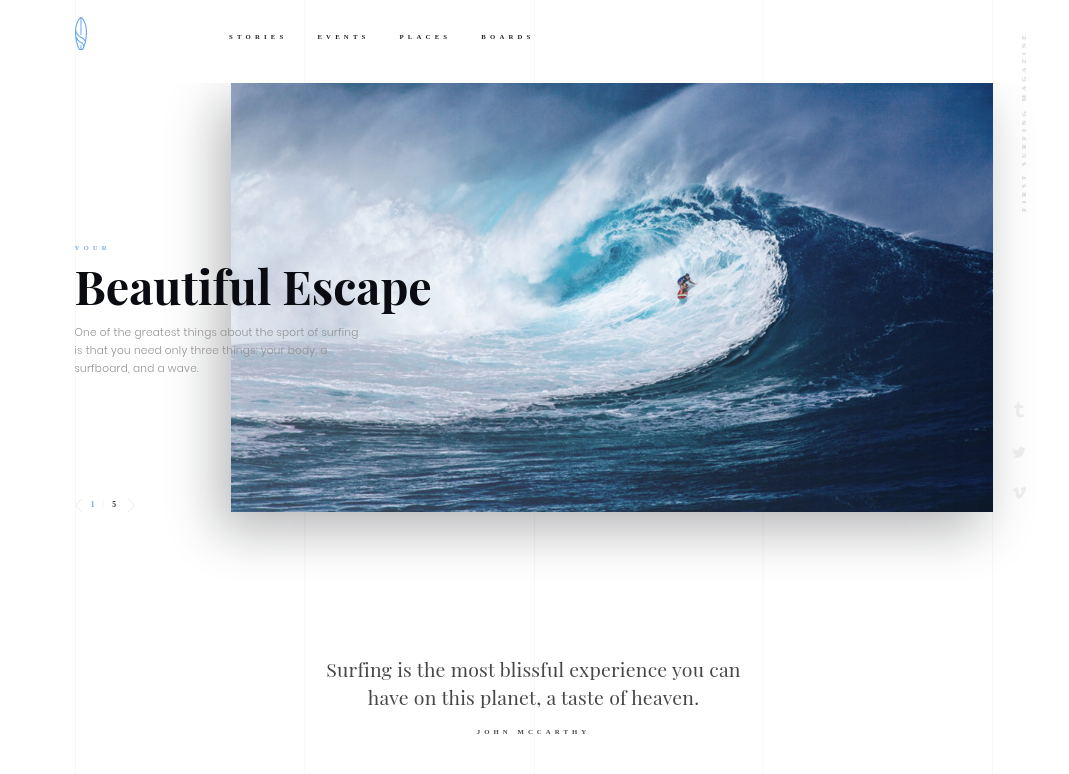 STORIES EVENTS PLACES BOARDS
FIRST SURFING MAGAZINE
YOUR
Beautiful Escape
One of the greatest things about the sport of surfing
is that you need only three things: your body, a
surfboard, and a wave.
1 5
Surfing is the most blissful experience you can
have on this planet, a taste of heaven.
JOHN MCCARTHY